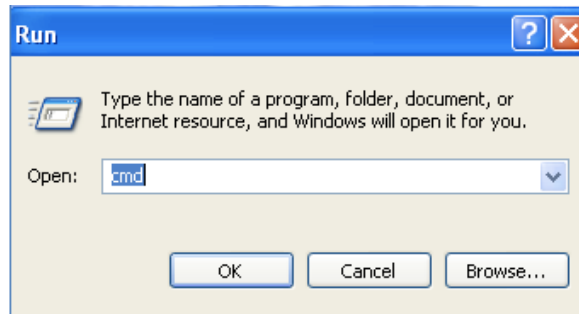 Run
Type the name of a program, folder, document, or
Internet resource, and Windows will open it for you.
Open: cmd
OK Cancel Browse...